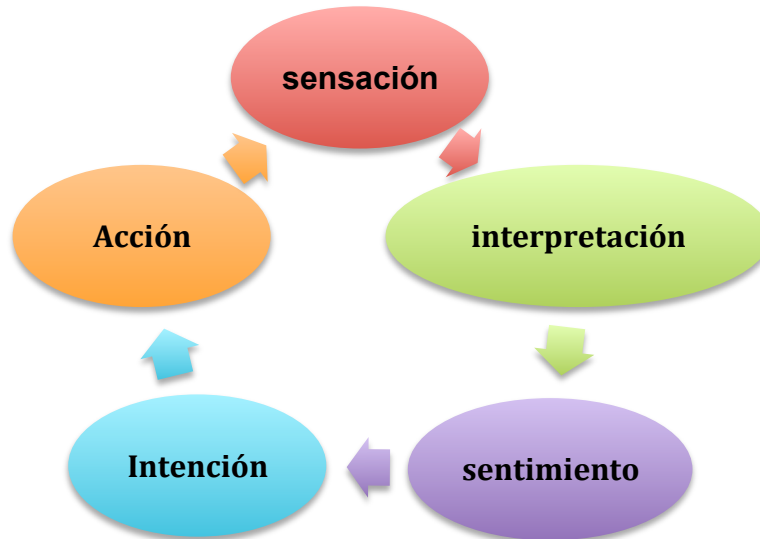 sensación
interpretación
sentimiento
Intención
Acción